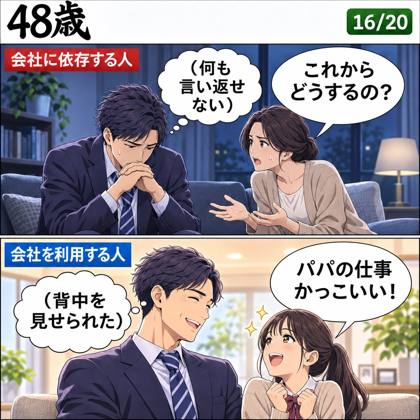 48歳
16/20
会社に依存する人
(何も
言い返せ
ない)
これから
どうするの?
会社を利用する人
(背中を
見せられた)
パパの仕事
かっこいい!